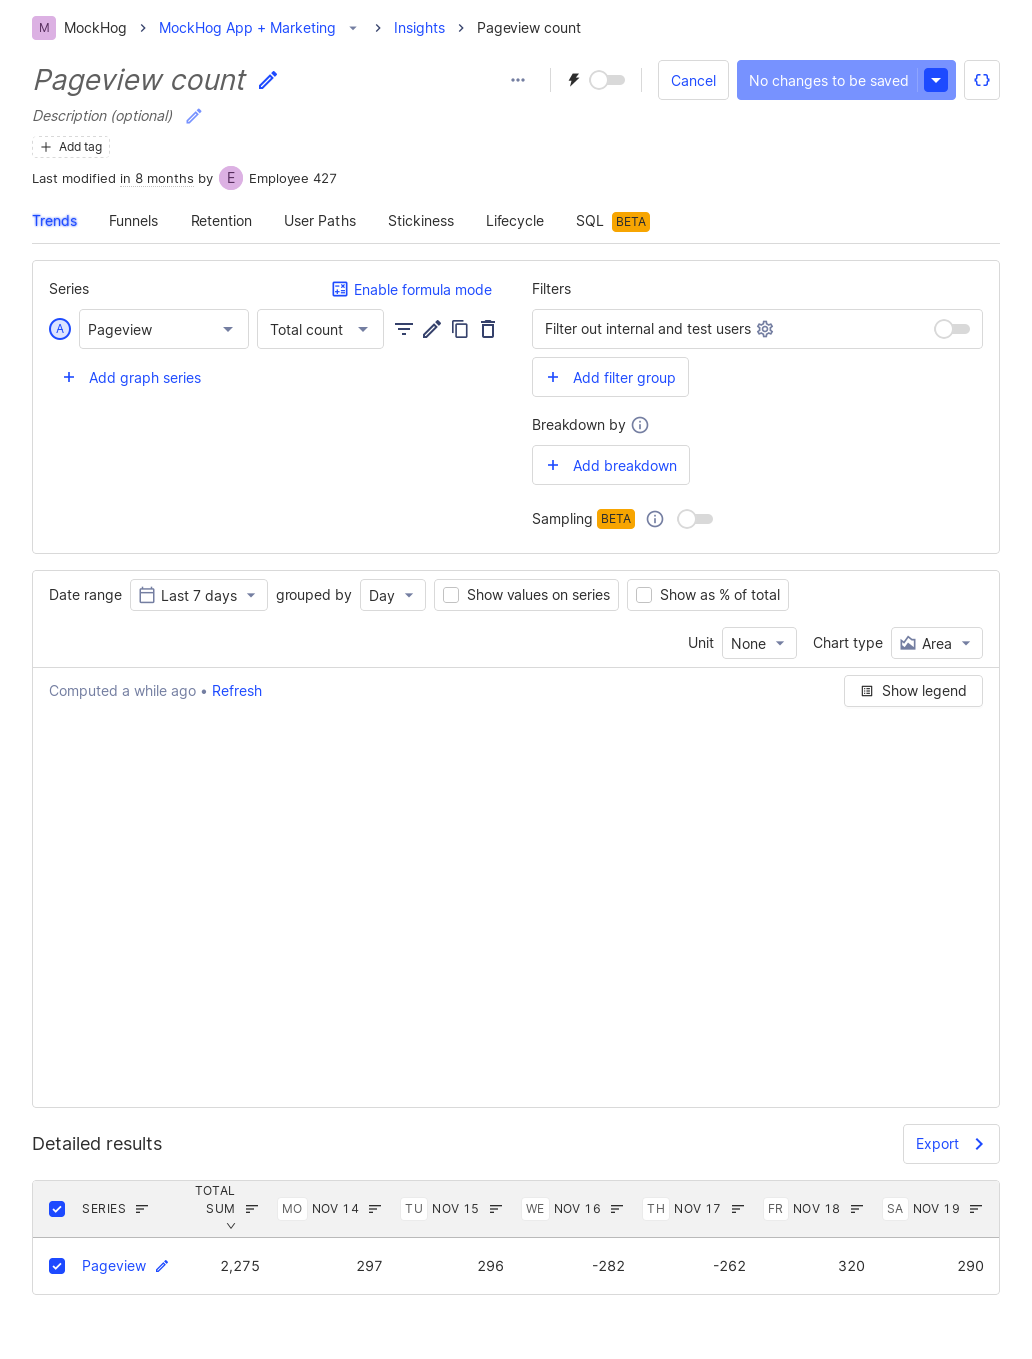 M MockHog > MockHog App + Marketing > Insights > Pageview count
Pageview count
Cancel No changes to be saved
Description (optional)
+ Add tag
Last modified in 8 months by E Employee 427
Trends Funnels Retention User Paths Stickiness Lifecycle SQL BETA
Series Enable formula mode
A Pageview Total count
+ Add graph series
Filters
Filter out internal and test users
+ Add filter group
Breakdown by
+ Add breakdown
Sampling BETA
Date range Last 7 days grouped by Day Show values on series Show as % of total
Unit None Chart type Area
Computed a while ago • Refresh Show legend
Detailed results Export
SERIES TOTAL SUM MO NOV 14 TU NOV 15 WE NOV 16 TH NOV 17 FR NOV 18 SA NOV 19
Pageview 2,275 297 296 -282 -262 320 290